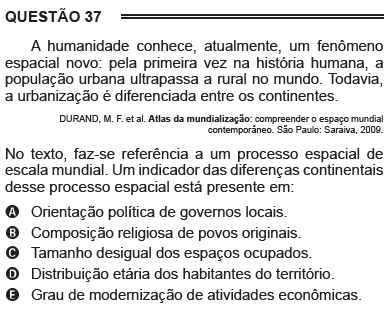 QUESTÃO 37
A humanidade conhece, atualmente, um fenômeno
espacial novo: pela primeira vez na história humana, a
população urbana ultrapassa a rural no mundo. Todavia,
a urbanização é diferenciada entre os continentes.
DURAND, M. F. et al. Atlas da mundialização: compreender o espaço mundial
contemporâneo. São Paulo: Saraiva, 2009.
No texto, faz-se referência a um processo espacial de
escala mundial. Um indicador das diferenças continentais
desse processo espacial está presente em:
A Orientação política de governos locais.
B Composição religiosa de povos originais.
C Tamanho desigual dos espaços ocupados.
D Distribuição etária dos habitantes do território.
E Grau de modernização de atividades econômicas.